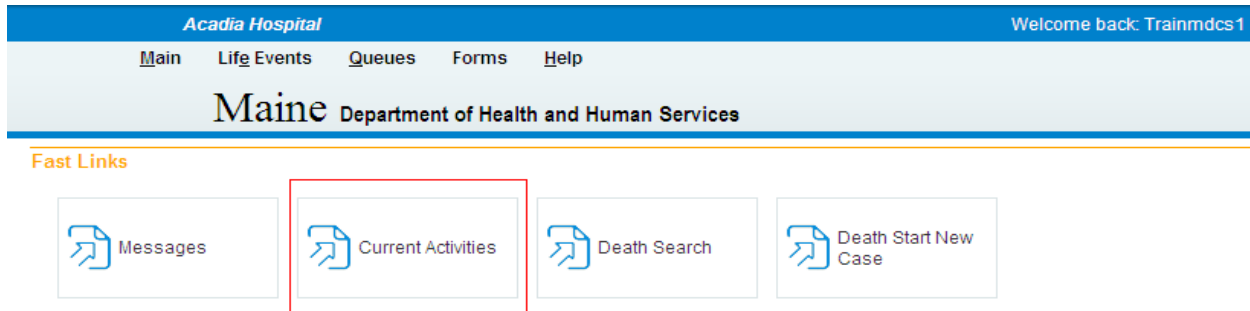 Acadia Hospital Welcome back: Trainmdcs1
Main Life Events Queues Forms Help
Maine Department of Health and Human Services
Fast Links
Messages
Current Activities
Death Search
Death Start New
Case